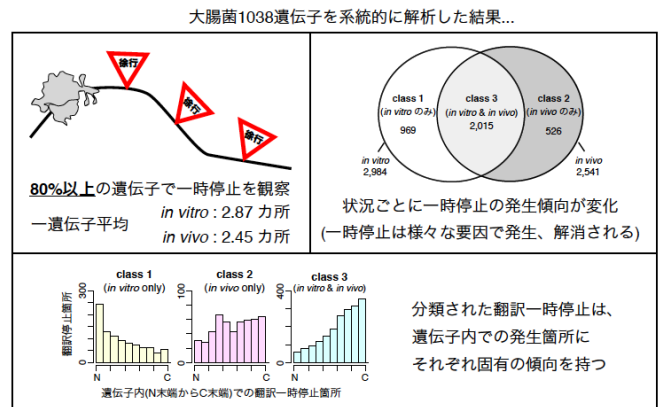 大腸菌1038遺伝子を系統的に解析した結果...
徐行
徐行
徐行
80%以上の遺伝子で一時停止を観察
一遺伝子平均
in vitro : 2.87 カ所
in vivo : 2.45 カ所
class 1
(in vitro のみ)
969
class 3
(in vitro & in vivo)
2,015
class 2
(in vivo のみ)
526
in vitro
2,984
in vivo
2,541
状況ごとに一時停止の発生傾向が変化
(一時停止は様々な要因で発生、解消される)
class 1
(in vitro only)
class 2
(in vivo only)
class 3
(in vitro & in vivo)
翻訳停止箇所
300
0
100
0
400
0
N
C
N
C
N
C
遺伝子内(N末端からC末端)での翻訳一時停止箇所
分類された翻訳一時停止は、
遺伝子内での発生箇所に
それぞれ固有の傾向を持つ